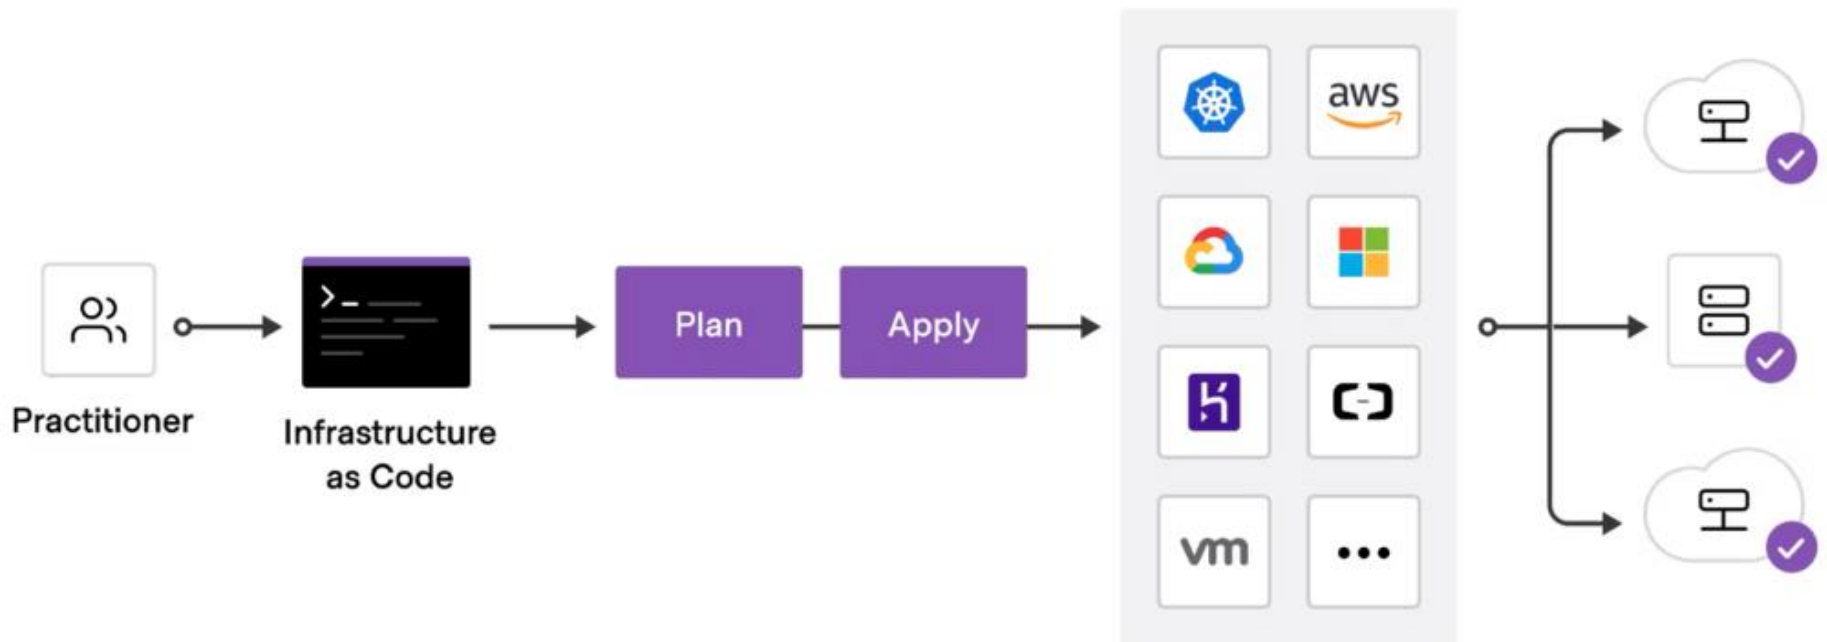 Practitioner
Infrastructure
as Code
Plan
Apply
aws
vm